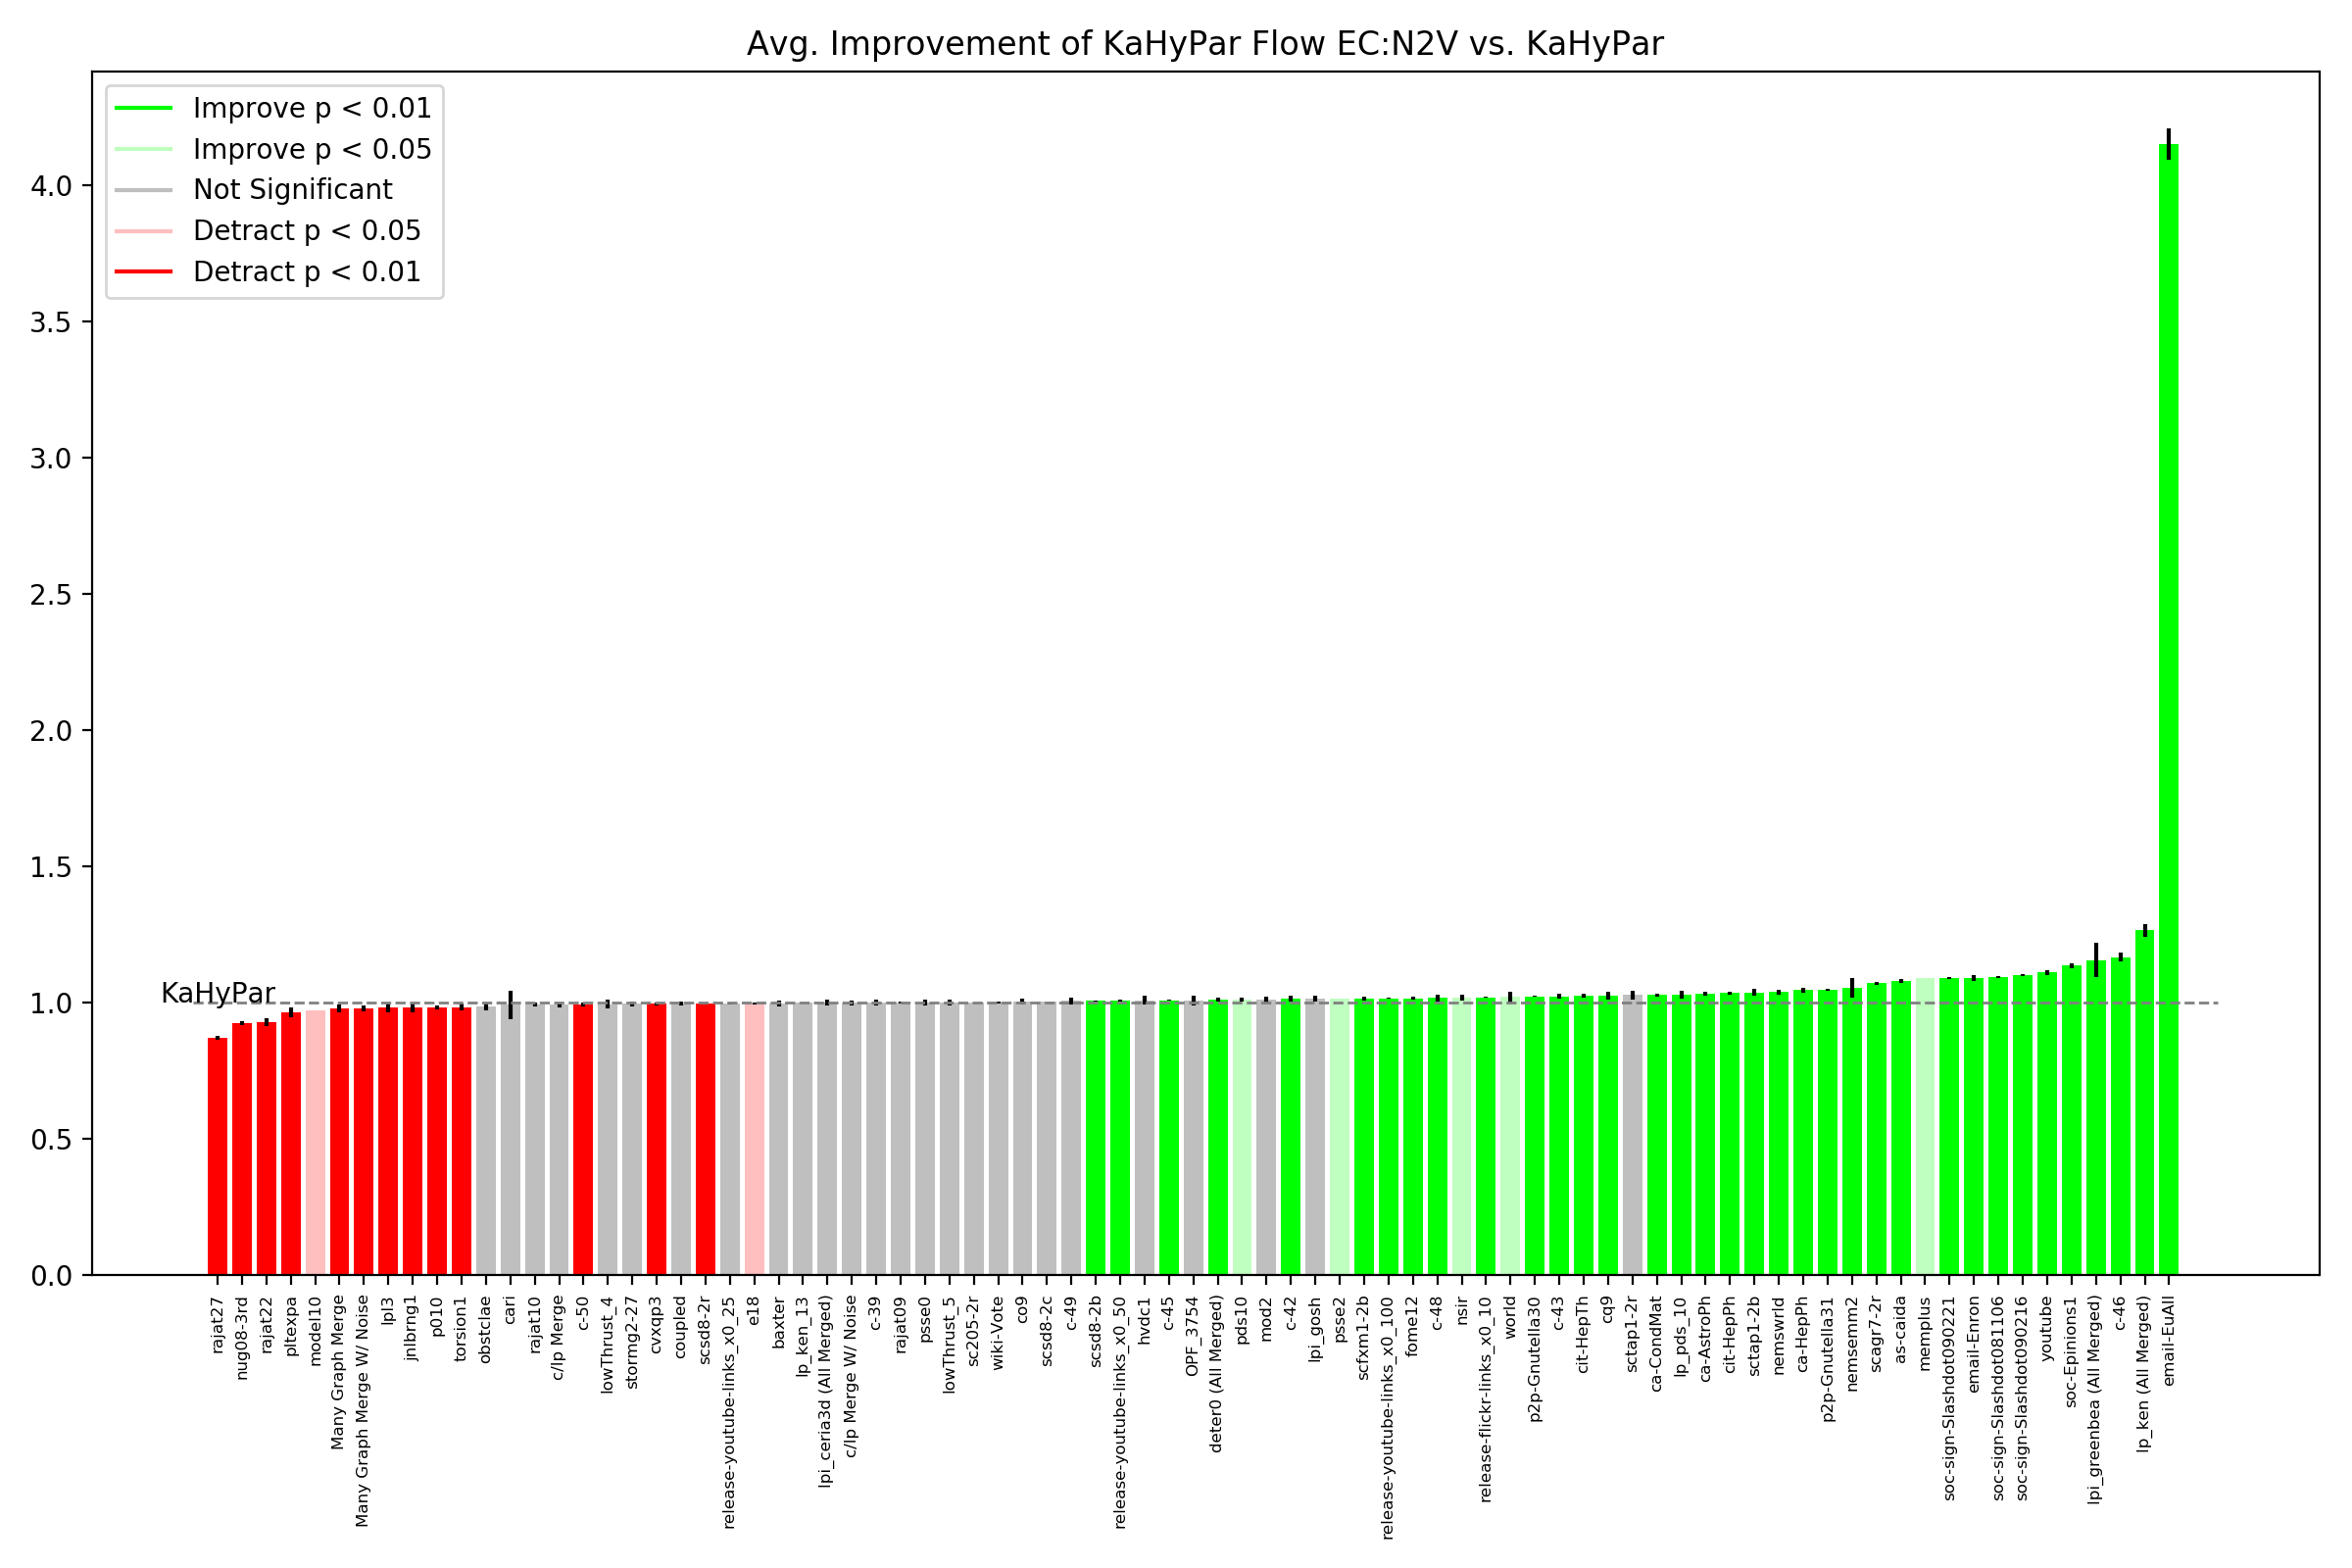 Avg. Improvement of KaHyPar Flow EC:N2V vs. KaHyPar
Improve p < 0.01
Improve p < 0.05
Not Significant
Detract p < 0.05
Detract p < 0.01
4.0
3.5
3.0
2.5
2.0
1.5
1.0
0.5
0.0
KaHyPar
rajat27
nug08-3rd
rajat22
pltexpa
model10
Many Graph Merge
Many Graph Merge W/ Noise
lpl3
jnlbrng1
p010
torsion1
obstclae
cari
rajat10
c/lp Merge
c-50
lowThrust_4
stormg2-27
cvxqp3
coupled
scsd8-2r
release-youtube-links_x0_25
e18
baxter
lp_ken_13
lpi_ceria3d (All Merged)
c/lp Merge W/ Noise
c-39
rajat09
psse0
lowThrust_5
sc205-2r
wiki-Vote
co9
scsd8-2c
c-49
scsd8-2b
release-youtube-links_x0_50
hvdc1
c-45
OPF_3754
deter0 (All Merged)
pds10
mod2
c-42
lpi_gosh
psse2
scfxm1-2b
release-youtube-links_x0_100
fome12
c-48
nsir
release-flickr-links_x0_10
world
p2p-Gnutella30
c-43
cit-HepTh
cq9
sctap1-2r
ca-CondMat
lp_pds_10
ca-AstroPh
cit-HepPh
sctap1-2b
nemswrld
ca-HepPh
p2p-Gnutella31
nemsemm2
scagr7-2r
as-caida
memplus
soc-sign-Slashdot090221
email-Enron
soc-sign-Slashdot081106
soc-sign-Slashdot090216
youtube
soc-Epinions1
lpi_greenbea (All Merged)
c-46
lp_ken (All Merged)
email-EuAll